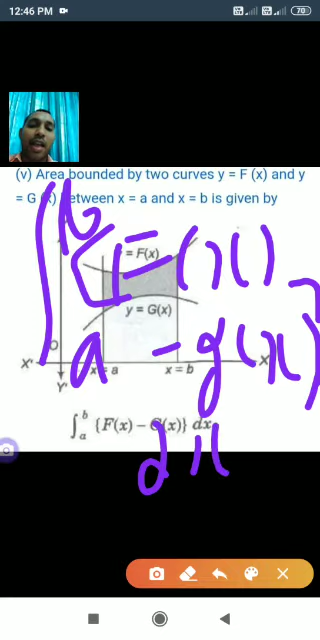 12:46 PM
70
(v) Area bounded by two curves y = F (x) and y
= G (x) between x = a and x = b is given by
= F(x)
y = G(x)
O
X'
x = a
x = b
X
Y'
∫ₐᵇ {F(x) − G(x)} dx
∫ₐᵇ [F(x)
- g(x)]
dx